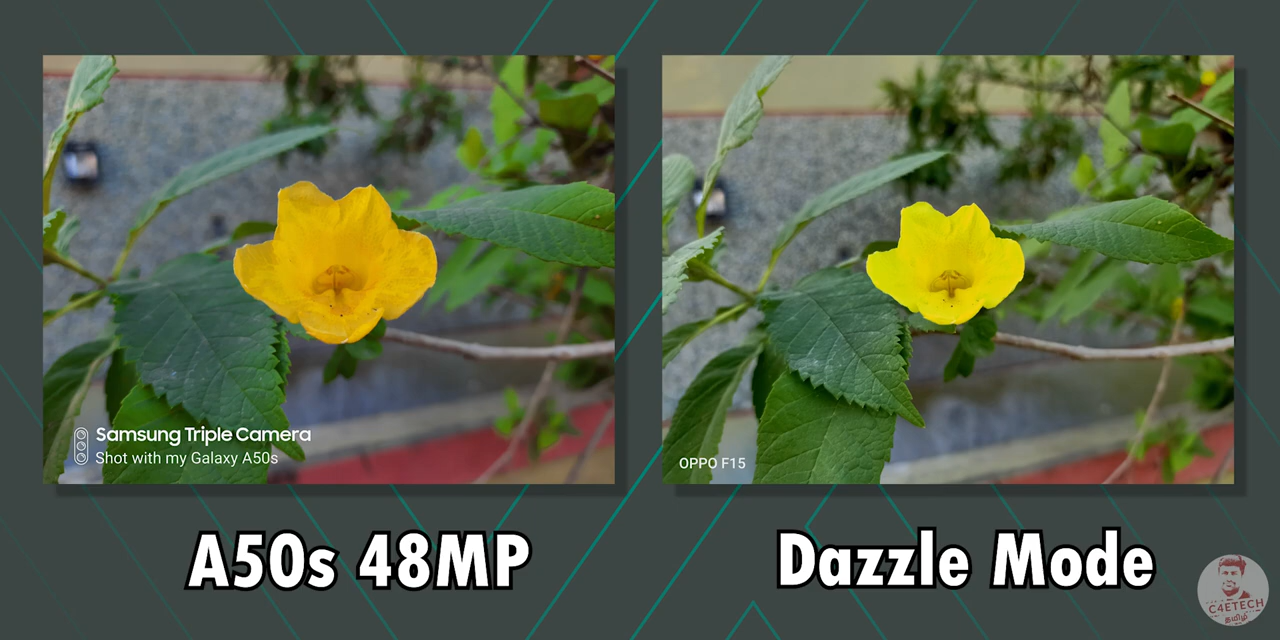 Samsung Triple Camera
Shot with my Galaxy A50s
OPPO F15
A50s 48MP
Dazzle Mode
C4ETECH
தமிழ்